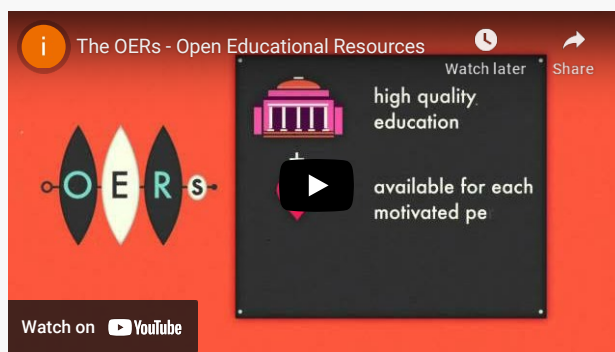 i
The OERs - Open Educational Resources
Watch later
Share
high quality
education
+
OERs
available for each
motivated pe
Watch on YouTube